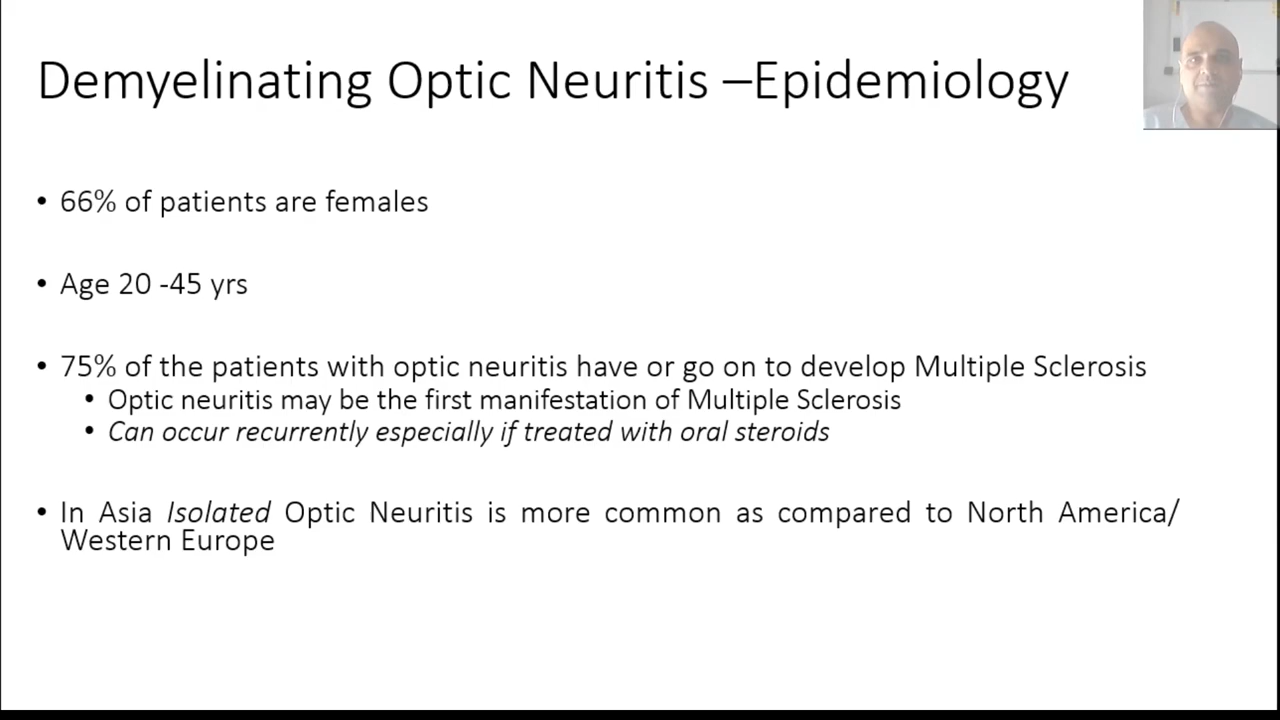 Demyelinating Optic Neuritis –Epidemiology
• 66% of patients are females
• Age 20 -45 yrs
• 75% of the patients with optic neuritis have or go on to develop Multiple Sclerosis
• Optic neuritis may be the first manifestation of Multiple Sclerosis
• Can occur recurrently especially if treated with oral steroids
• In Asia Isolated Optic Neuritis is more common as compared to North America/
Western Europe